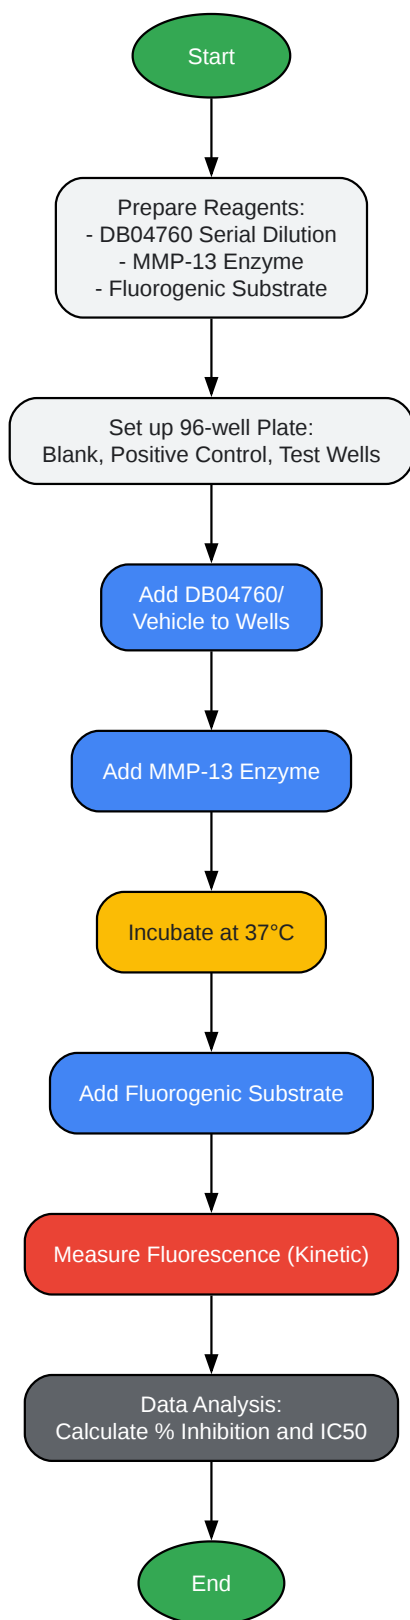 Start
Prepare Reagents:
- DB04760 Serial Dilution
- MMP-13 Enzyme
- Fluorogenic Substrate
Set up 96-well Plate:
Blank, Positive Control, Test Wells
Add DB04760/
Vehicle to Wells
Add MMP-13 Enzyme
Incubate at 37°C
Add Fluorogenic Substrate
Measure Fluorescence (Kinetic)
Data Analysis:
Calculate % Inhibition and IC50
End